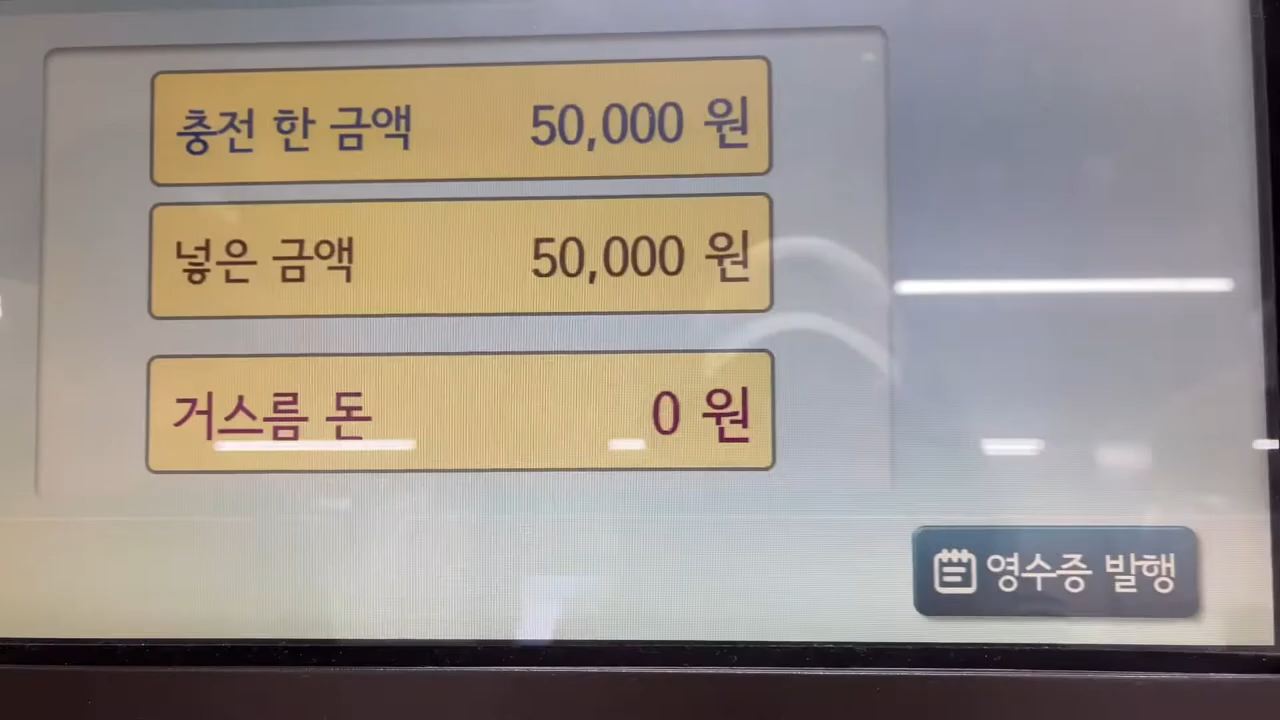 충전 한 금액 50,000 원
넣은 금액 50,000 원
거스름 돈 0 원
영수증 발행